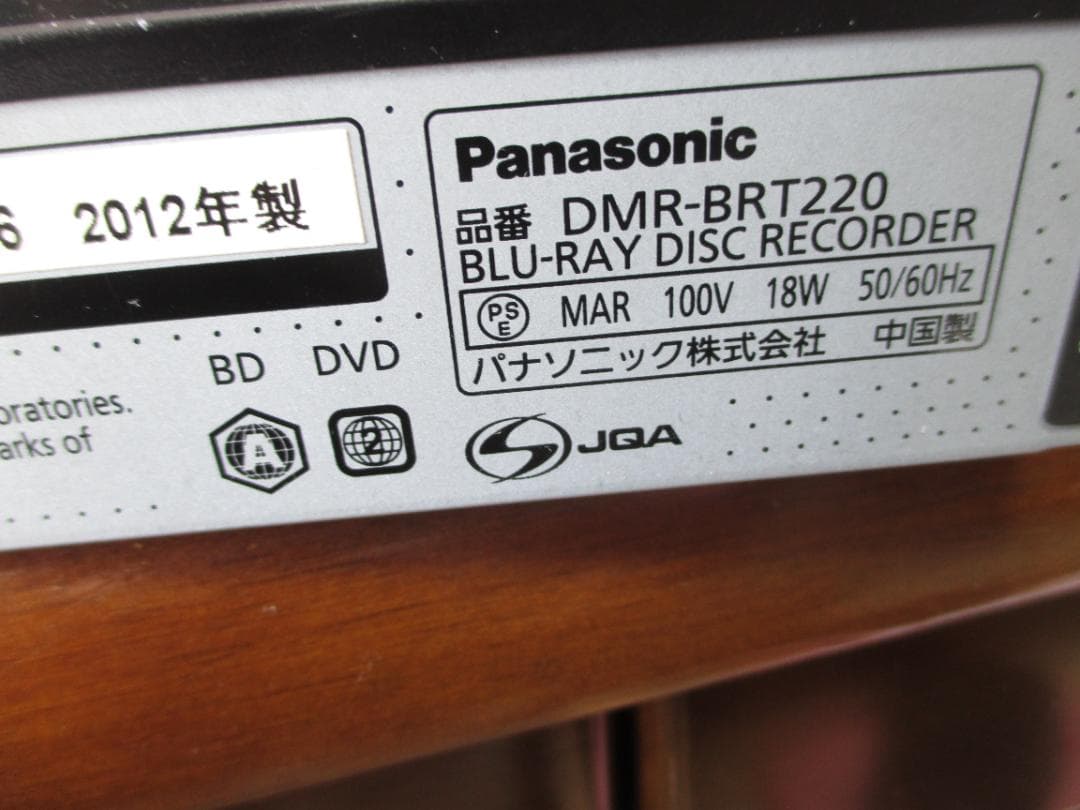 6 2012年製
oratories.
arks of
BD DVD
A 2
Panasonic
品番 DMR-BRT220
BLU-RAY DISC RECORDER
PSE MAR 100V 18W 50/60Hz
パナソニック株式会社 中国製
S JQA